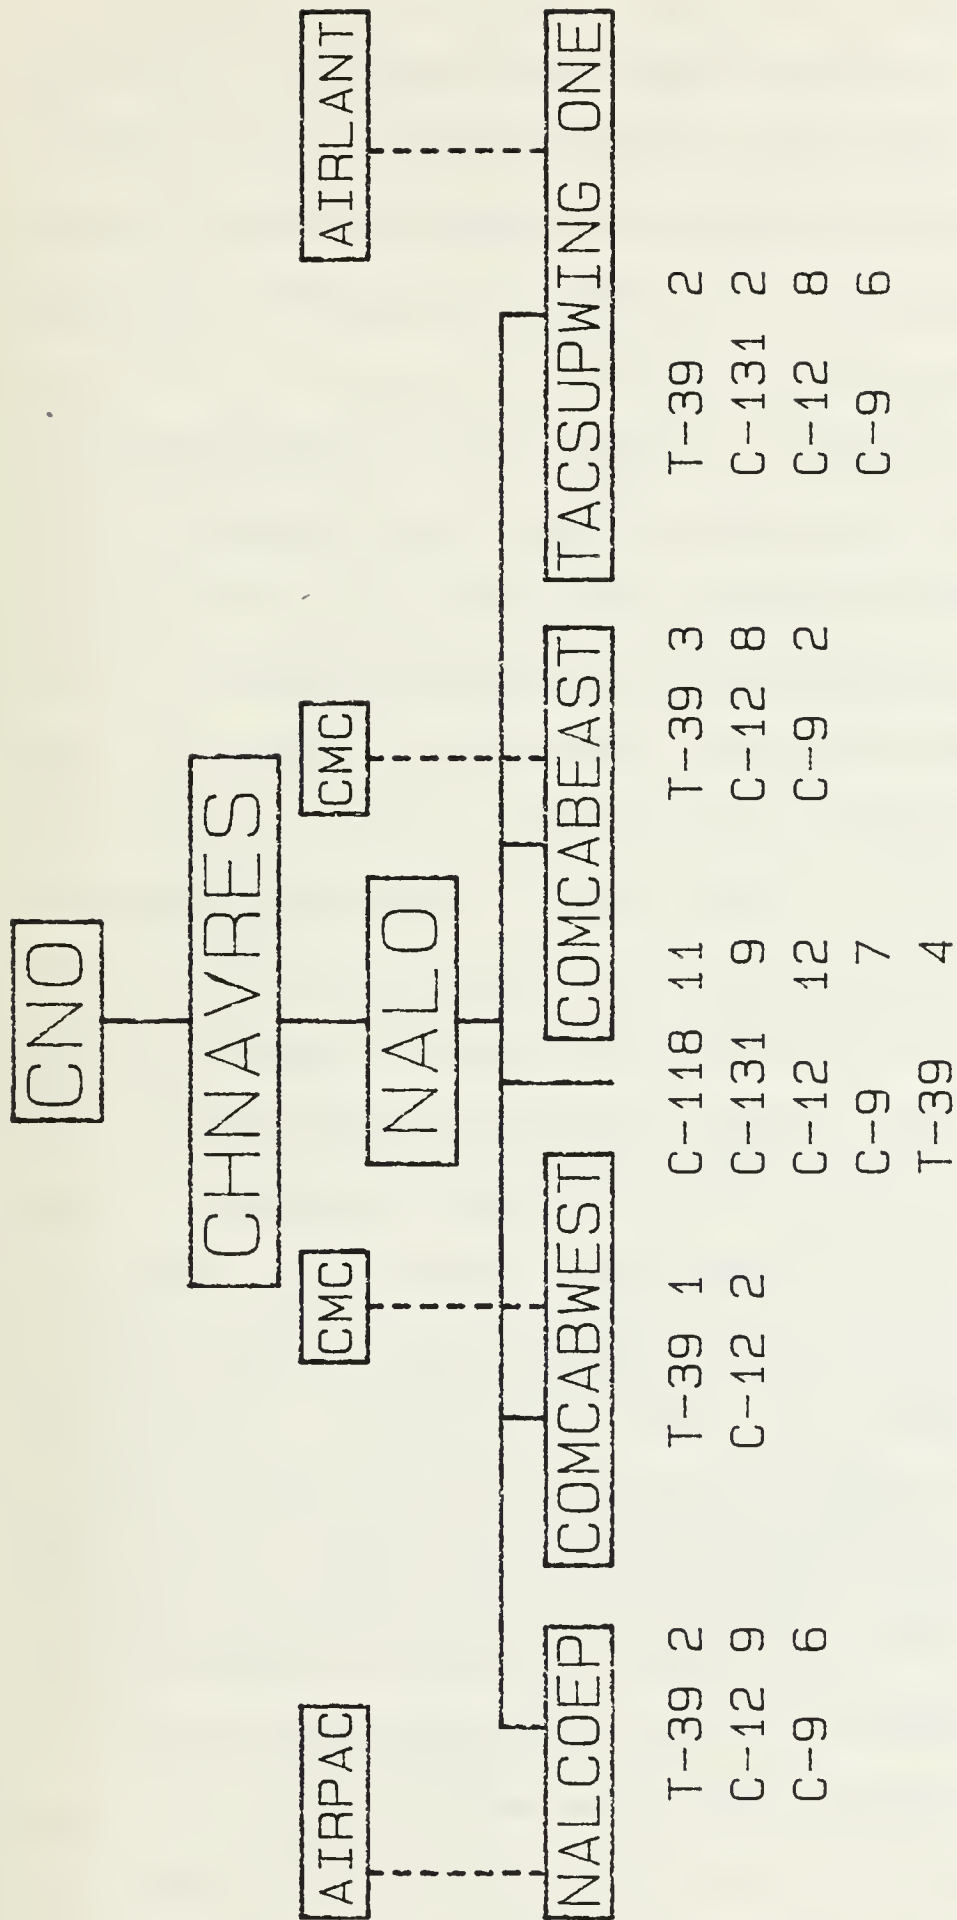 CNO
CHNAVRES
AIRPAC
CMC
CMC
AIRLANT
NALO
NALCOEP
COMCABWEST
COMCABEAST
TACSUPWING ONE
T-39 2
C-12 9
C-9 6
T-39 1
C-12 2
C-118 11
C-131 9
C-12 12
C-9 7
T-39 4
T-39 3
C-12 8
C-9 2
T-39 2
C-131 2
C-12 8
C-9 6